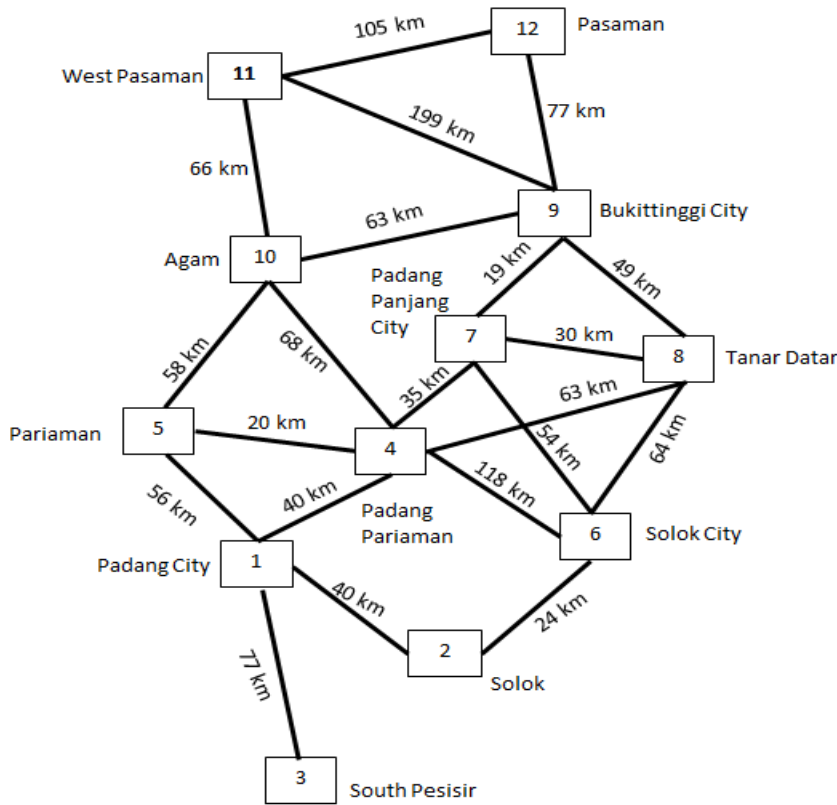 105 km
12
Pasaman
West Pasaman
11
199 km
77 km
66 km
9
Bukittinggi City
63 km
Agam
10
Padang
Panjang
City
19 km
49 km
7
30 km
8
Tanar Datar
58 km
68 km
35 km
63 km
Pariaman
5
20 km
4
54 km
64 km
118 km
56 km
40 km
Padang
Pariaman
6
Solok City
Padang City
1
40 km
24 km
2
Solok
77 km
3
South Pesisir